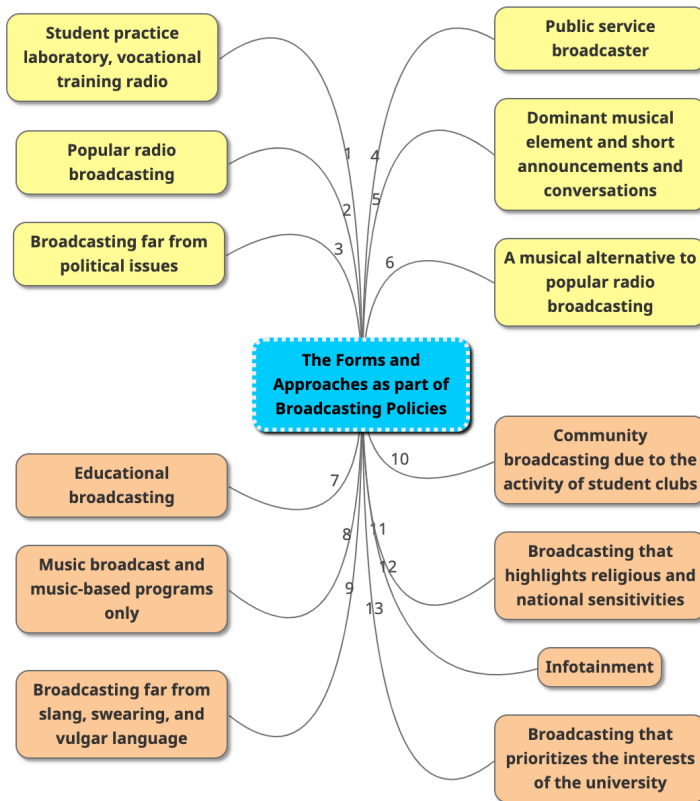 Student practice
laboratory, vocational
training radio
Popular radio
broadcasting
Broadcasting far from
political issues
Public service
broadcaster
Dominant musical
element and short
announcements and
conversations
A musical alternative to
popular radio
broadcasting
1
2
3
4
5
6
The Forms and
Approaches as part of
Broadcasting Policies
7
8
9
10
11
12
13
Educational
broadcasting
Music broadcast and
music-based programs
only
Broadcasting far from
slang, swearing, and
vulgar language
Community
broadcasting due to the
activity of student clubs
Broadcasting that
highlights religious and
national sensitivities
Infotainment
Broadcasting that
prioritizes the interests
of the university